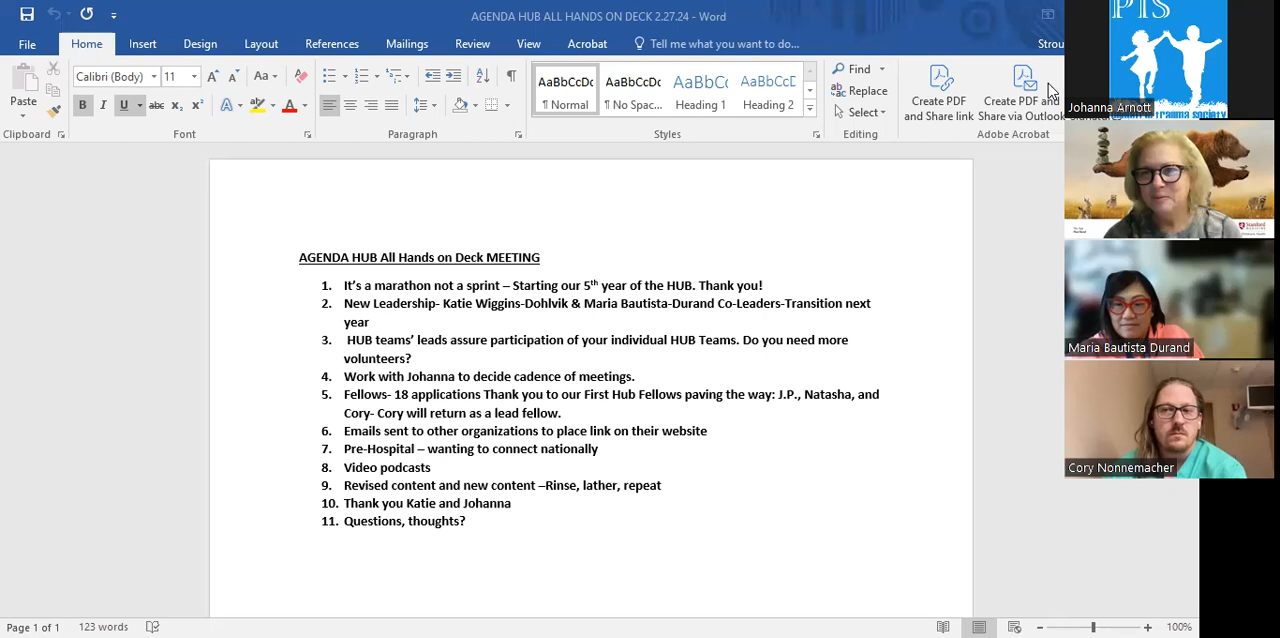 AGENDA HUB ALL HANDS ON DECK 2.27.24 - Word
File Home Insert Design Layout References Mailings Review View Acrobat Tell me what you want to do... Strou
Paste
Calibri (Body) 11 A A Aa
B I U abc X₂ X²
Clipboard Font Paragraph Styles Editing Adobe Acrobat
AaBbCcDc AaBbCcDc AaBbCc AaBbCcD
¶ Normal ¶ No Spac... Heading 1 Heading 2
Find
Replace
Select
Create PDF and Share link
Create PDF and Share via Outlook
PTS
Johanna Arnott
trauma society
Stanford
Maria Bautista Durand
Cory Nonnemacher
AGENDA HUB All Hands on Deck MEETING
1. It's a marathon not a sprint – Starting our 5th year of the HUB. Thank you!
2. New Leadership- Katie Wiggins-Dohlvik & Maria Bautista-Durand Co-Leaders-Transition next
year
3. HUB teams' leads assure participation of your individual HUB Teams. Do you need more
volunteers?
4. Work with Johanna to decide cadence of meetings.
5. Fellows- 18 applications Thank you to our First Hub Fellows paving the way: J.P., Natasha, and
Cory- Cory will return as a lead fellow.
6. Emails sent to other organizations to place link on their website
7. Pre-Hospital – wanting to connect nationally
8. Video podcasts
9. Revised content and new content –Rinse, lather, repeat
10. Thank you Katie and Johanna
11. Questions, thoughts?
Page 1 of 1 123 words
100%